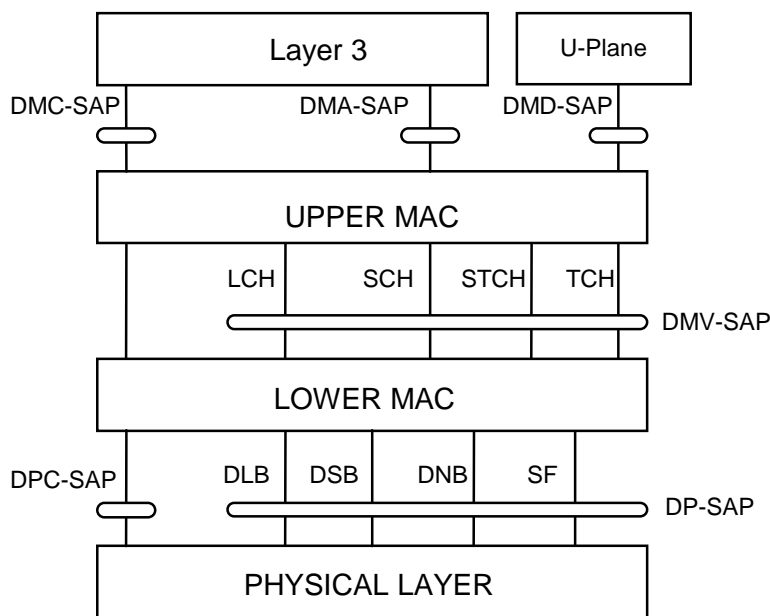 Layer 3
U-Plane
DMC-SAP
DMA-SAP
DMD-SAP
UPPER MAC
LCH
SCH
STCH
TCH
DMV-SAP
LOWER MAC
DPC-SAP
DLB
DSB
DNB
SF
DP-SAP
PHYSICAL LAYER